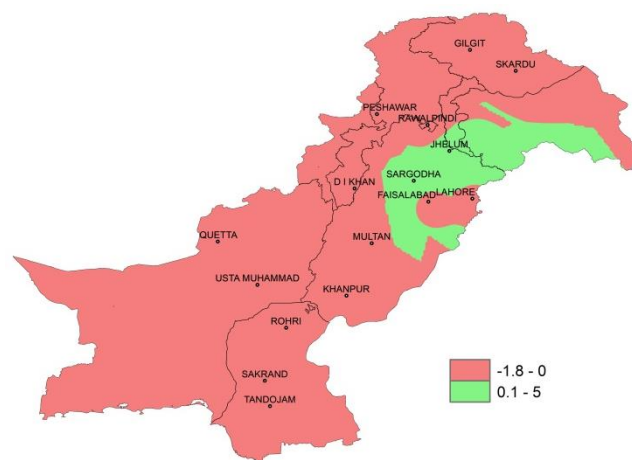 GILGIT
SKARDU
PESHAWAR
RAWALPINDI
JHELUM
SARGODHA
D I KHAN
FAISALABAD
LAHORE
QUETTA
MULTAN
USTA MUHAMMAD
KHANPUR
ROHRI
SAKRAND
TANDOJAM
-1.8 - 0
0.1 - 5